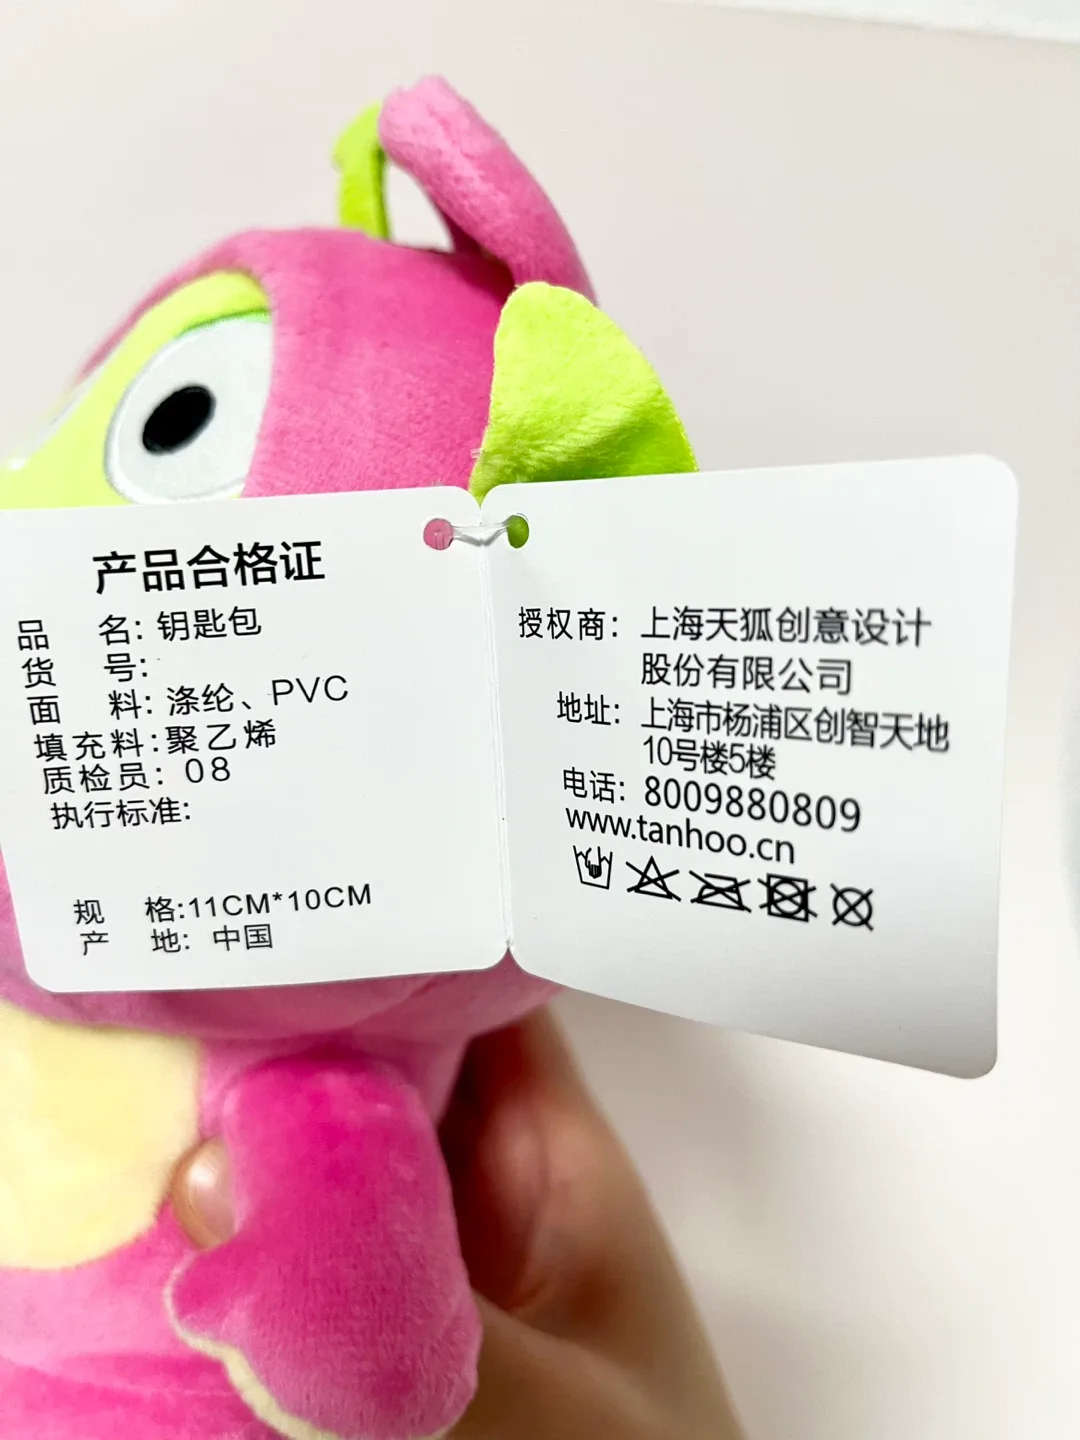 产品合格证
品 名: 钥匙包
货 号:
面 料: 涤纶、PVC
填充料:聚乙烯
质检员: 08
执行标准:
规 格:11CM*10CM
产 地: 中国
授权商: 上海天狐创意设计
股份有限公司
地址: 上海市杨浦区创智天地
10号楼5楼
电话: 8009880809
www.tanhoo.cn